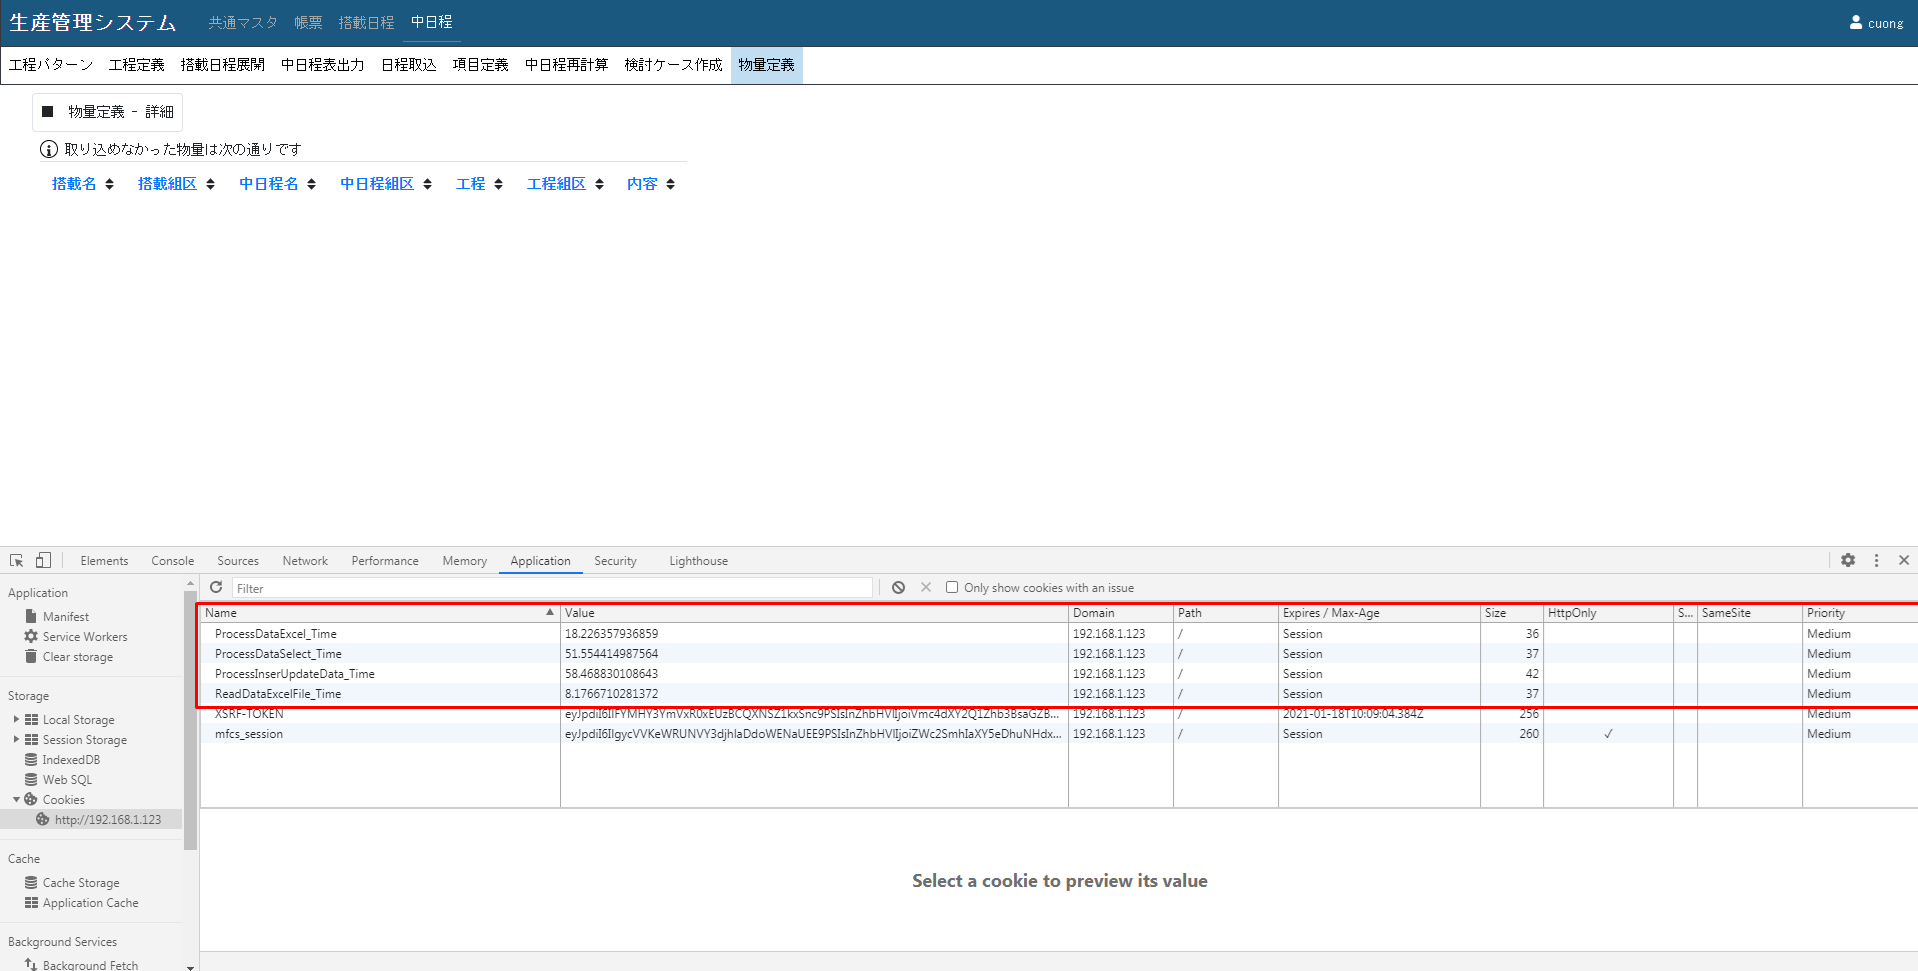 生産管理システム 共通マスタ 帳票 搭載日程 中日程 cuong
工程パターン 工程定義 搭載日程展開 中日程表出力 日程取込 項目定義 中日程再計算 検討ケース作成 物量定義
■ 物量定義 - 詳細
取り込めなかった物量は次の通りです
搭載名 搭載組区 中日程名 中日程組区 工程 工程組区 内容
Elements Console Sources Network Performance Memory Application Security Lighthouse
Application
Manifest
Service Workers
Clear storage
Storage
Local Storage
Session Storage
IndexedDB
Web SQL
Cookies
http://192.168.1.123
Cache
Cache Storage
Application Cache
Background Services
Background Fetch
Filter Only show cookies with an issue
Name Value Domain Path Expires / Max-Age Size HttpOnly S... SameSite Priority
ProcessDataExcel_Time 18.226357936859 192.168.1.123 / Session 36 Medium
ProcessDataSelect_Time 51.554414987564 192.168.1.123 / Session 37 Medium
ProcessInserUpdateData_Time 58.468830108643 192.168.1.123 / Session 42 Medium
ReadDataExcelFile_Time 8.1766710281372 192.168.1.123 / Session 37 Medium
XSRF-TOKEN 192.168.1.123 / 2021-01-18T10:09:04.384Z 256 Medium
mfcs_session 192.168.1.123 / Session 260 ✓ Medium
Select a cookie to preview its value